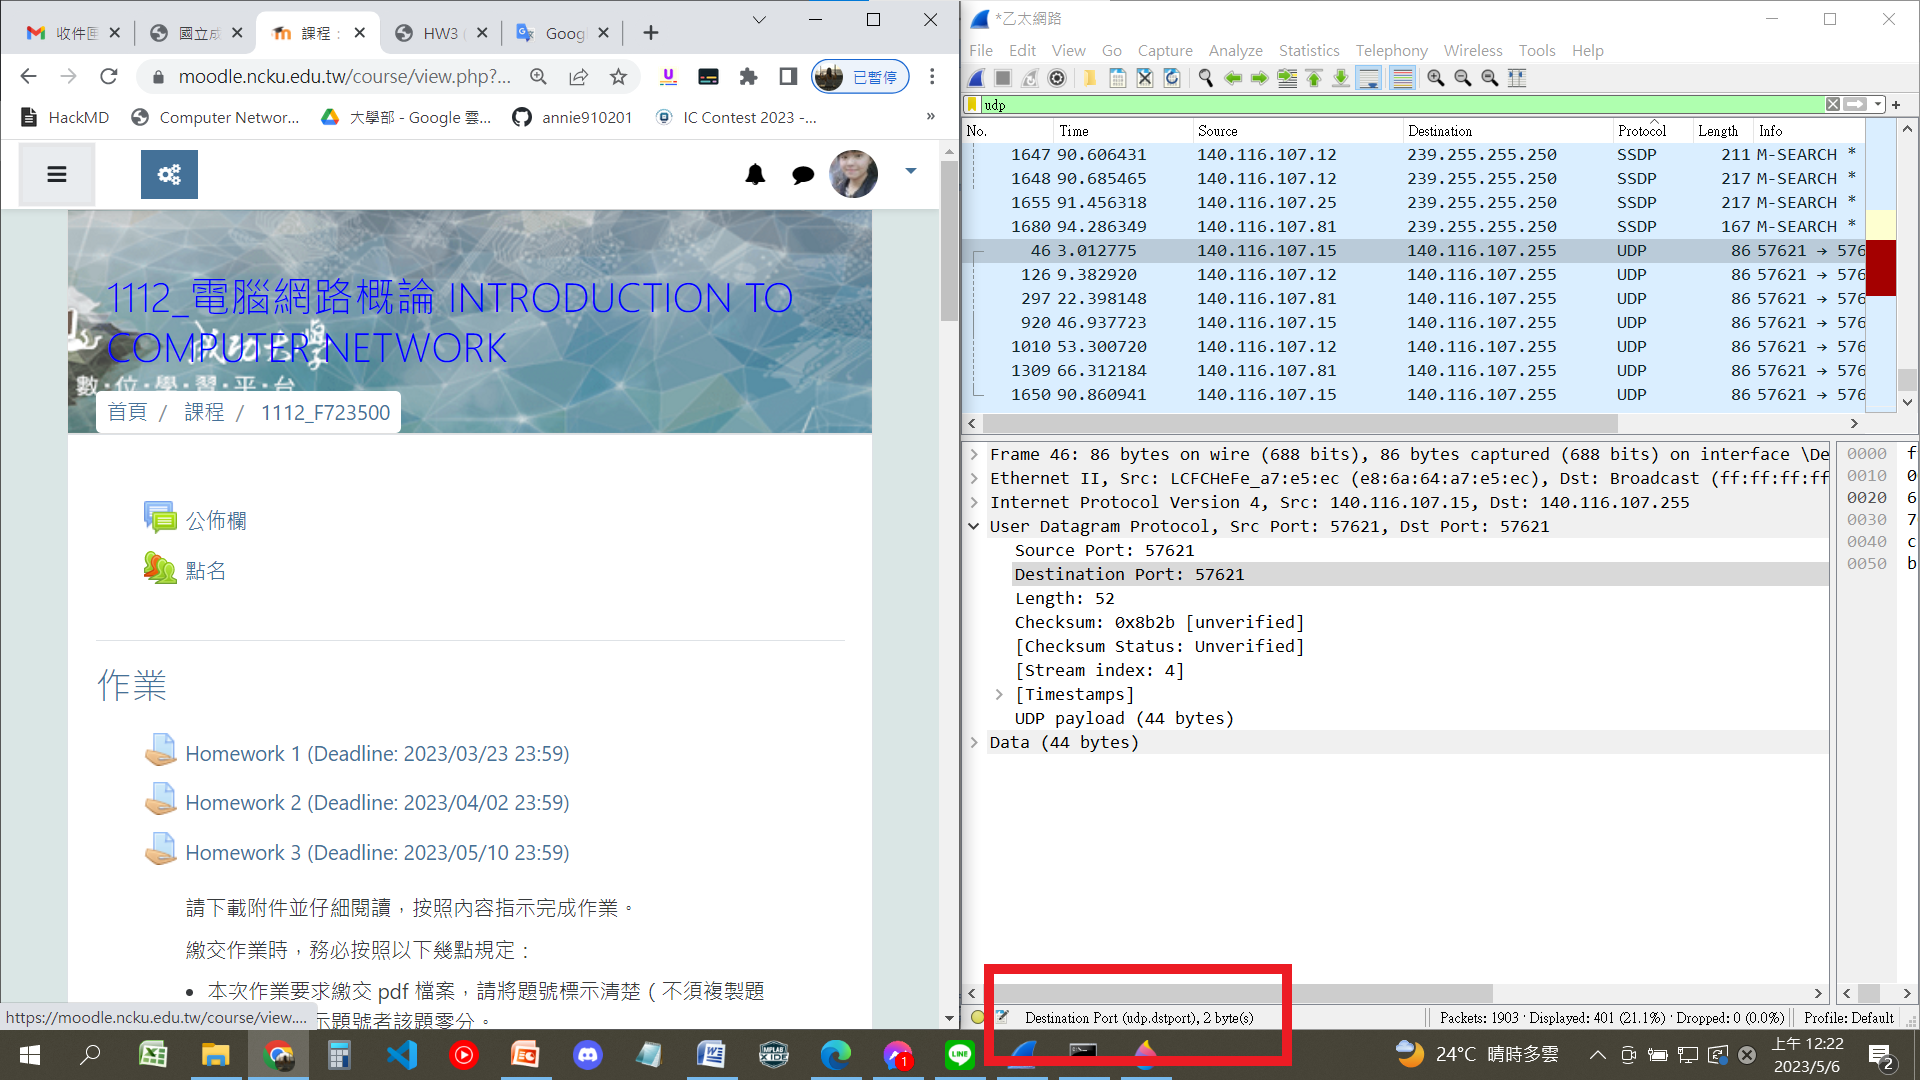 收件匣
國立成
課程：
HW3 (
Goog
moodle.ncku.edu.tw/course/view.php?...
已暫停
HackMD
Computer Networ...
大學部 - Google 雲...
annie910201
IC Contest 2023 -...
»
1112_電腦網路概論 INTRODUCTION TO
COMPUTER NETWORK
數·位·學·習·平·台
首頁 / 課程 / 1112_F723500
公佈欄
點名
作業
Homework 1 (Deadline: 2023/03/23 23:59)
Homework 2 (Deadline: 2023/04/02 23:59)
Homework 3 (Deadline: 2023/05/10 23:59)
請下載附件並仔細閱讀，按照內容指示完成作業。
繳交作業時，務必按照以下幾點規定：
• 本次作業要求繳交 pdf 檔案，請將題號標示清楚（不須複製題
示題號者該題零分。
https://moodle.ncku.edu.tw/course/view....
*乙太網路
File Edit View Go Capture Analyze Statistics Telephony Wireless Tools Help
udp
No. Time Source Destination Protocol Length Info
1647 90.606431 140.116.107.12 239.255.255.250 SSDP 211 M-SEARCH *
1648 90.685465 140.116.107.12 239.255.255.250 SSDP 217 M-SEARCH *
1655 91.456318 140.116.107.25 239.255.255.250 SSDP 217 M-SEARCH *
1680 94.286349 140.116.107.81 239.255.255.250 SSDP 167 M-SEARCH *
46 3.012775 140.116.107.15 140.116.107.255 UDP 86 57621 → 576
126 9.382920 140.116.107.12 140.116.107.255 UDP 86 57621 → 576
297 22.398148 140.116.107.81 140.116.107.255 UDP 86 57621 → 576
920 46.937723 140.116.107.15 140.116.107.255 UDP 86 57621 → 576
1010 53.300720 140.116.107.12 140.116.107.255 UDP 86 57621 → 576
1309 66.312184 140.116.107.81 140.116.107.255 UDP 86 57621 → 576
1650 90.860941 140.116.107.15 140.116.107.255 UDP 86 57621 → 576
Frame 46: 86 bytes on wire (688 bits), 86 bytes captured (688 bits) on interface \De
Ethernet II, Src: LCFCHeFe_a7:e5:ec (e8:6a:64:a7:e5:ec), Dst: Broadcast (ff:ff:ff:ff
Internet Protocol Version 4, Src: 140.116.107.15, Dst: 140.116.107.255
User Datagram Protocol, Src Port: 57621, Dst Port: 57621
Source Port: 57621
Destination Port: 57621
Length: 52
Checksum: 0x8b2b [unverified]
[Checksum Status: Unverified]
[Stream index: 4]
[Timestamps]
UDP payload (44 bytes)
Data (44 bytes)
0000 f
0010 0
0020 6
0030 7
0040 c
0050 b
Destination Port (udp.dstport), 2 byte(s)
Packets: 1903 · Displayed: 401 (21.1%) · Dropped: 0 (0.0%)
Profile: Default
1
LINE
24°C 晴時多雲
上午 12:22
2023/5/6
2